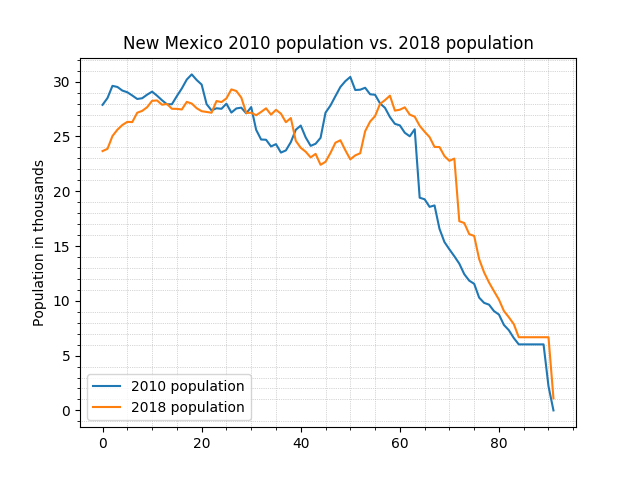 New Mexico 2010 population vs. 2018 population
Population in thousands
30
25
20
15
10
5
0
2010 population
2018 population
0 20 40 60 80